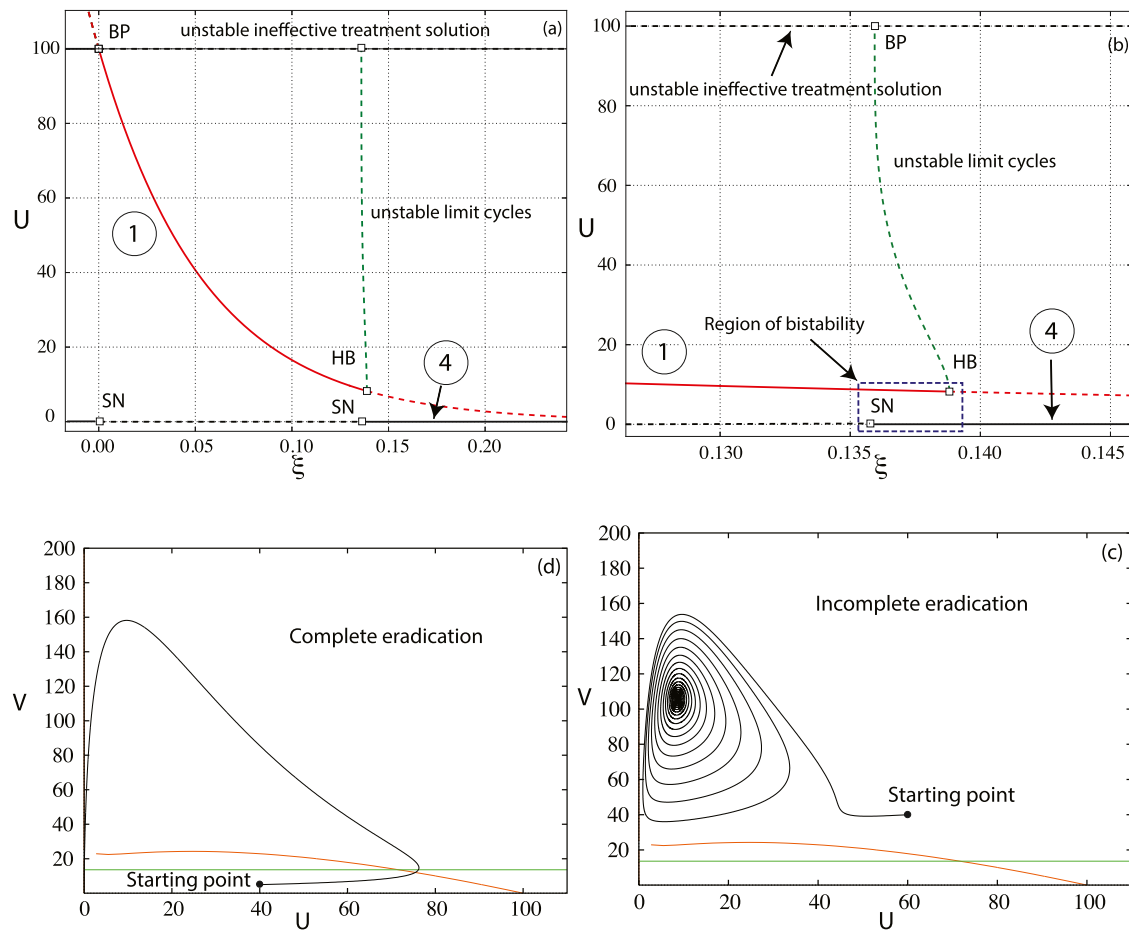 (a)
BP
unstable ineffective treatment solution
100
80
60
U
40
20
0
1
unstable limit cycles
HB
4
SN
SN
0.00
0.05
0.10
0.15
0.20
ξ
(b)
100
BP
unstable ineffective treatment solution
80
unstable limit cycles
60
U
40
Region of bistability
4
20
1
HB
SN
0
0.130
0.135
0.140
0.145
ξ
(d)
200
180
160
Complete eradication
140
120
V
100
80
60
40
20
Starting point
0
0
20
40
60
80
100
U
(c)
200
180
160
Incomplete eradication
140
120
V
100
80
60
Starting point
40
20
0
0
20
40
60
80
100
U